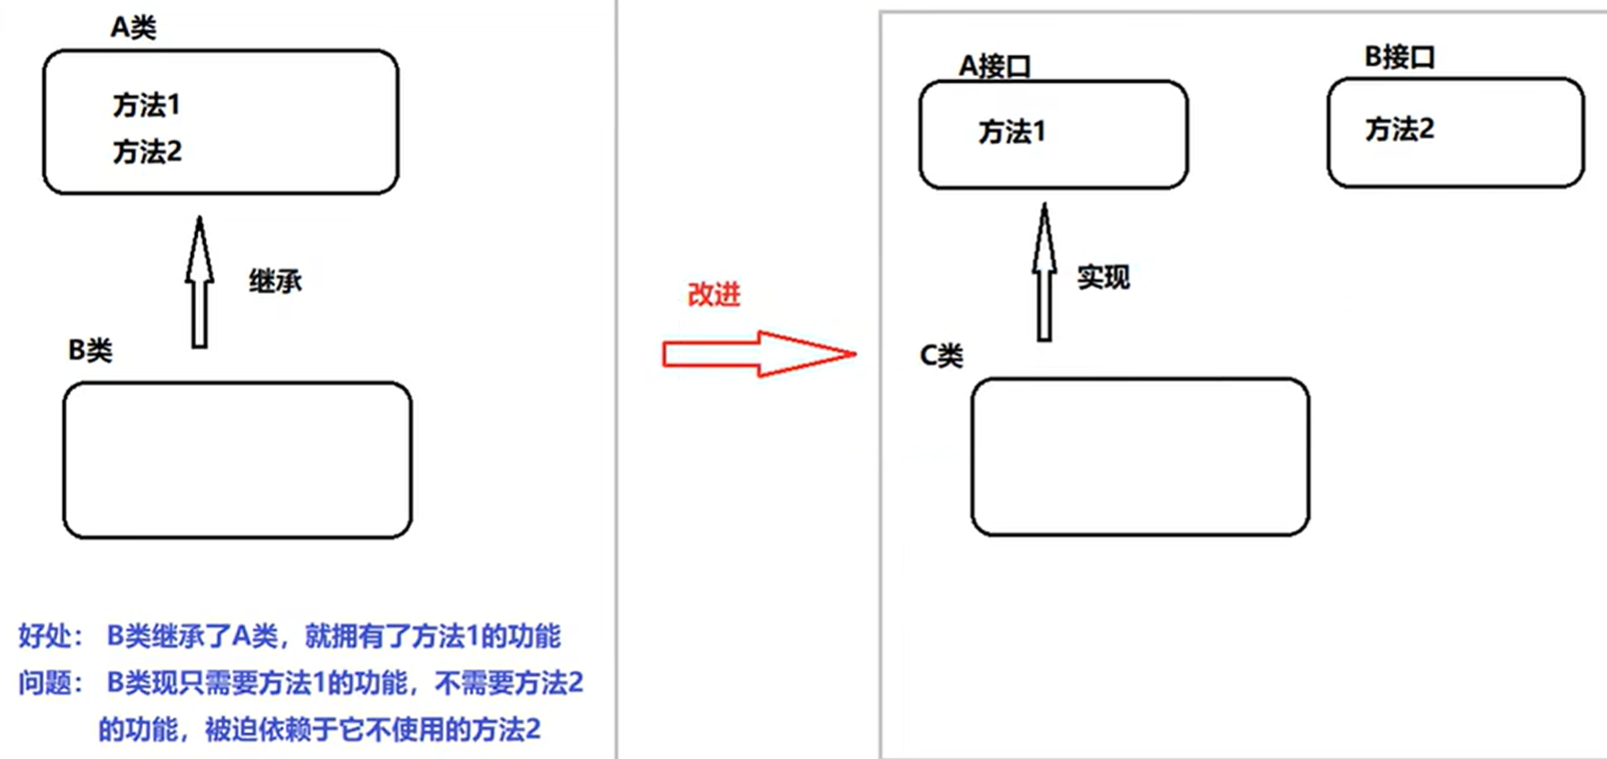 A类
方法1
方法2
继承
B类
好处： B类继承了A类，就拥有了方法1的功能
问题： B类现只需要方法1的功能，不需要方法2
的功能，被迫依赖于它不使用的方法2
改进
A接口
方法1
B接口
方法2
实现
C类